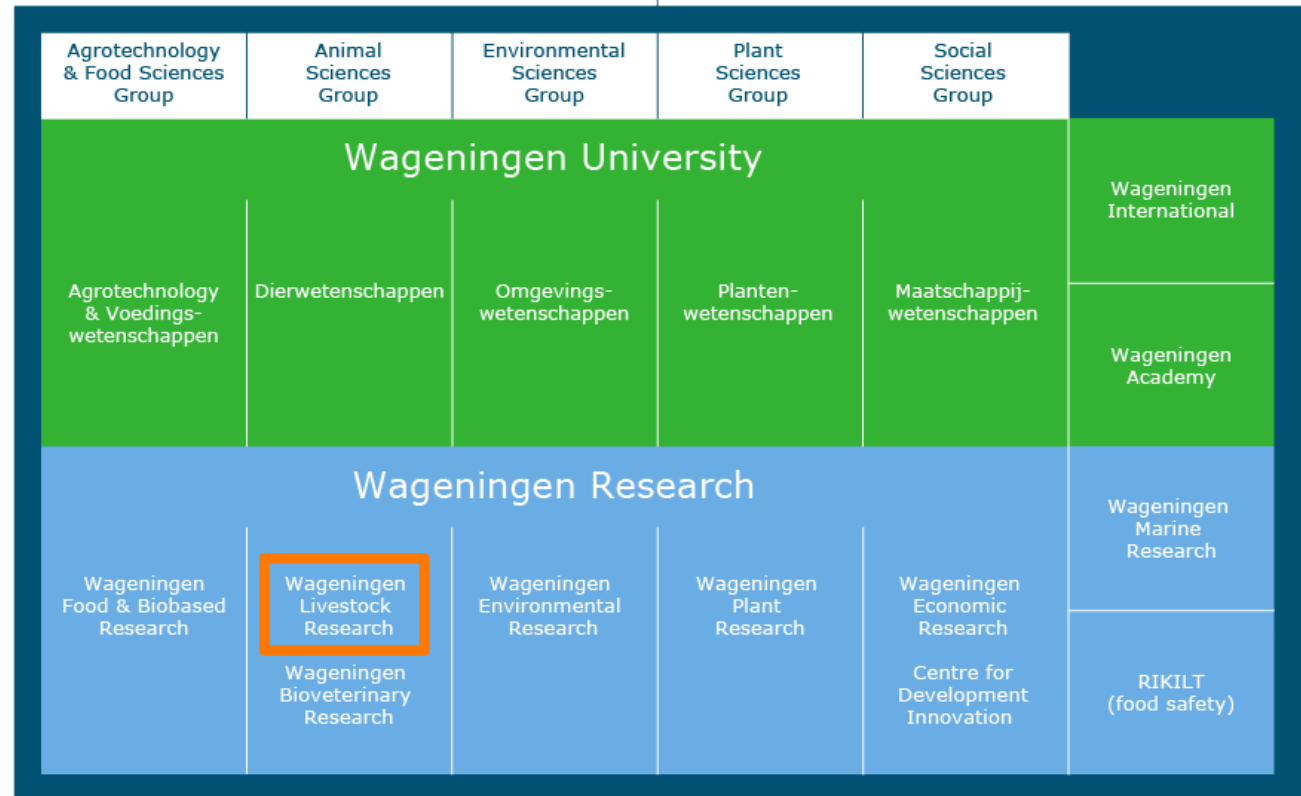 Agrotechnology
& Food Sciences
Group
Animal
Sciences
Group
Environmental
Sciences
Group
Plant
Sciences
Group
Social
Sciences
Group
Wageningen University
Agrotechnology
& Voedings-
wetenschappen
Dierwetenschappen
Omgevings-
wetenschappen
Planten-
wetenschappen
Maatschappij-
wetenschappen
Wageningen
International
Wageningen
Academy
Wageningen Research
Wageningen
Food & Biobased
Research
Wageningen
Livestock
Research
Wageningen
Bioveterinary
Research
Wageningen
Environmental
Research
Wageningen
Plant
Research
Wageningen
Economic
Research
Centre for
Development
Innovation
Wageningen
Marine
Research
RIKILT
(food safety)